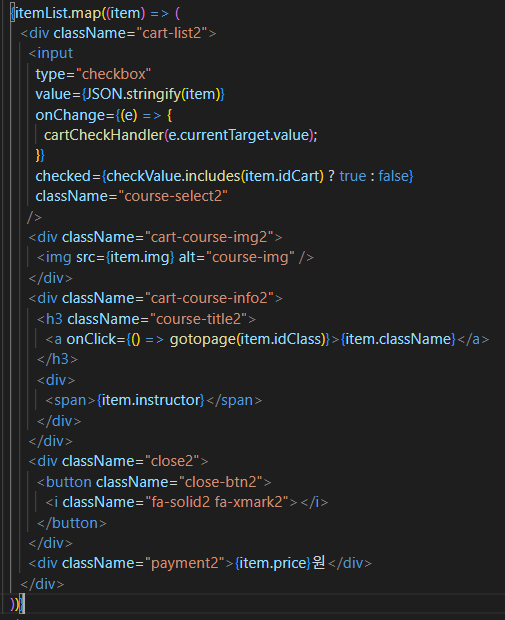 {itemList.map((item) => (
<div className="cart-list2">
<input
type="checkbox"
value={JSON.stringify(item)}
onChange={(e) => {
cartCheckHandler(e.currentTarget.value);
}}
checked={checkValue.includes(item.idCart) ? true : false}
className="course-select2"
/>
<div className="cart-course-img2">
<img src={item.img} alt="course-img" />
</div>
<div className="cart-course-info2">
<h3 className="course-title2">
<a onClick={() => gotopage(item.idClass)}>{item.className}</a>
</h3>
<div>
<span>{item.instructor}</span>
</div>
</div>
<div className="close2">
<button className="close-btn2">
<i className="fa-solid2 fa-xmark2"></i>
</button>
</div>
<div className="payment2">{item.price}원</div>
</div>
))}